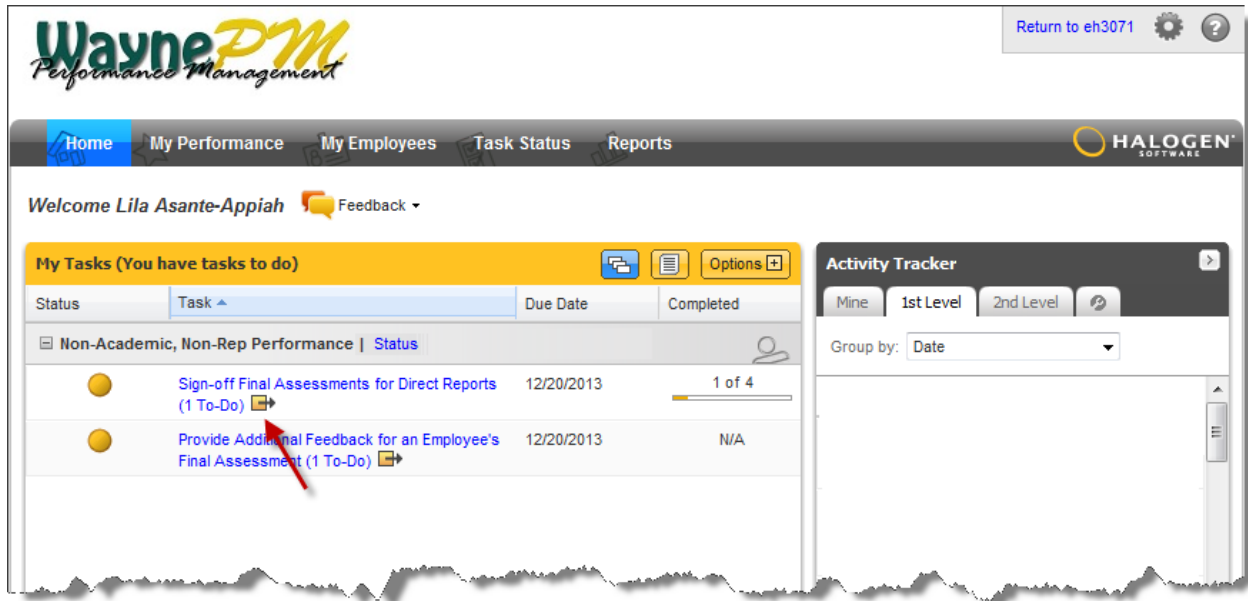 WaynePM
Performance Management
Return to eh3071
Home My Performance My Employees Task Status Reports
HALOGEN
SOFTWARE
Welcome Lila Asante-Appiah Feedback
My Tasks (You have tasks to do) Options
Status Task Due Date Completed
Non-Academic, Non-Rep Performance | Status
Sign-off Final Assessments for Direct Reports 12/20/2013 1 of 4
(1 To-Do)
Provide Additional Feedback for an Employee's 12/20/2013 N/A
Final Assessment (1 To-Do)
Activity Tracker
Mine 1st Level 2nd Level
Group by: Date